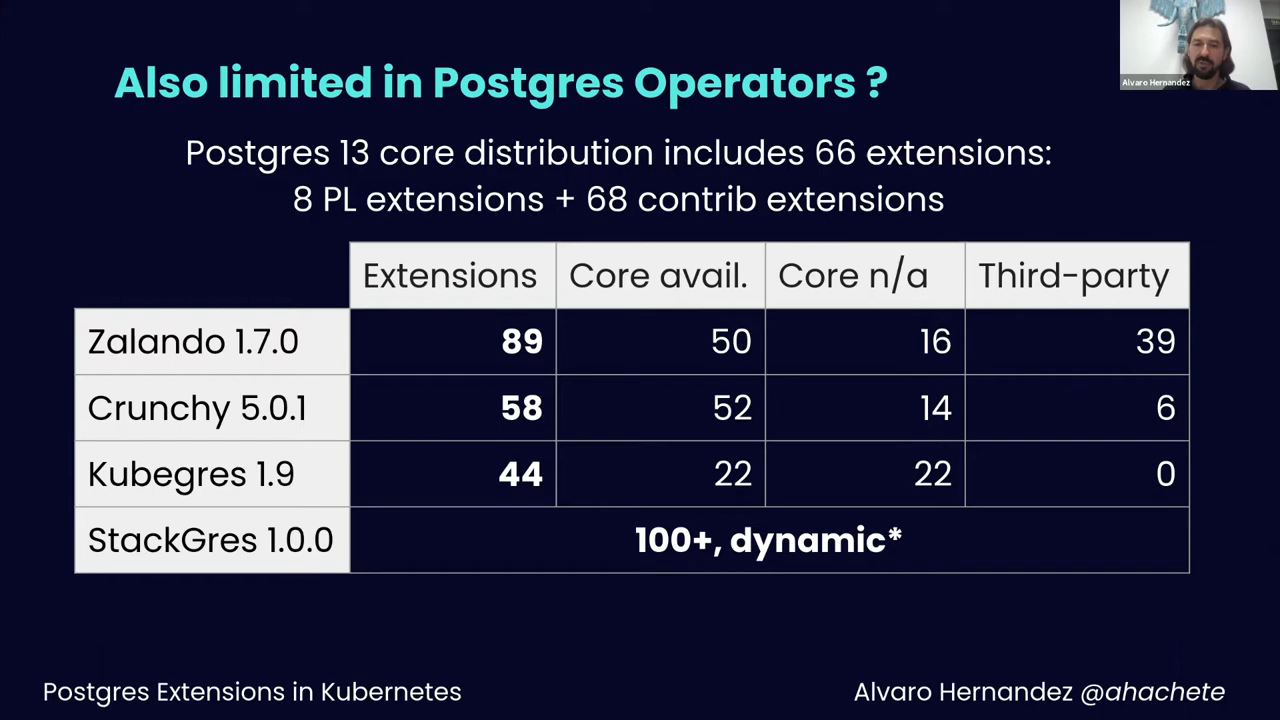 Alvaro Hernandez
Also limited in Postgres Operators ?
Postgres 13 core distribution includes 66 extensions:
8 PL extensions + 68 contrib extensions
Extensions Core avail. Core n/a Third-party
Zalando 1.7.0 89 50 16 39
Crunchy 5.0.1 58 52 14 6
Kubegres 1.9 44 22 22 0
StackGres 1.0.0 100+, dynamic*
Postgres Extensions in Kubernetes
Alvaro Hernandez @ahachete